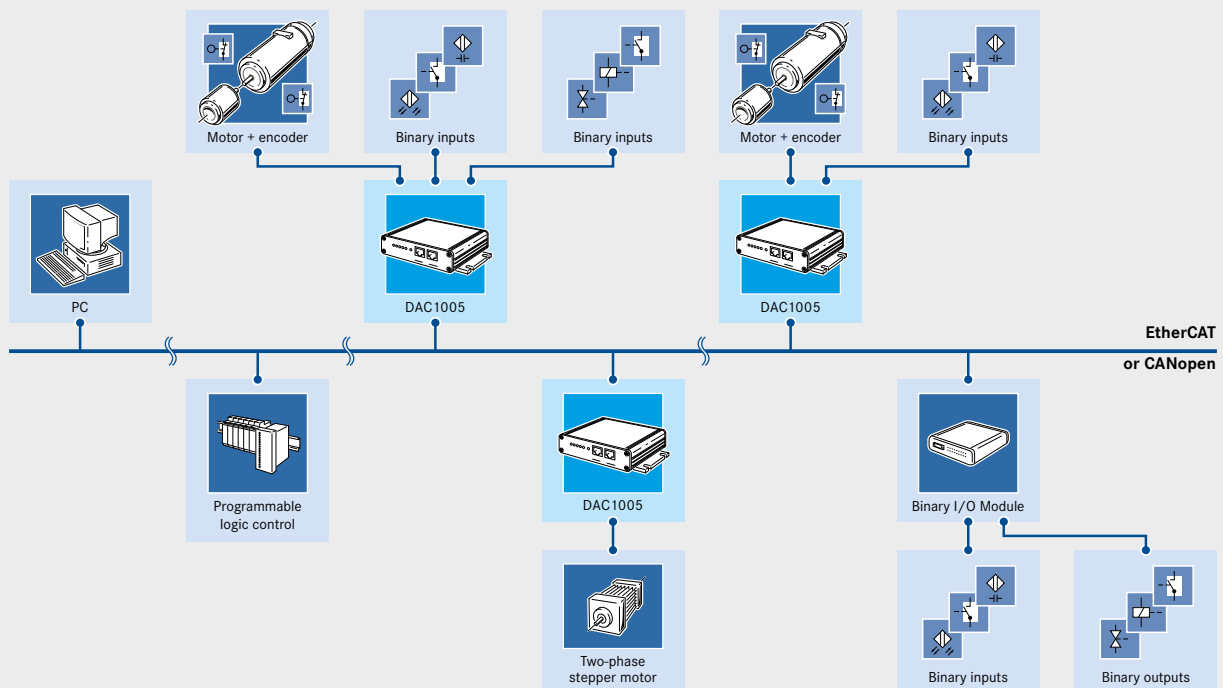 Motor + encoder
Binary inputs
Binary inputs
Motor + encoder
Binary inputs
PC
DAC1005
DAC1005
EtherCAT
or CANopen
Programmable
logic control
DAC1005
Binary I/O Module
Two-phase
stepper motor
Binary inputs
Binary outputs